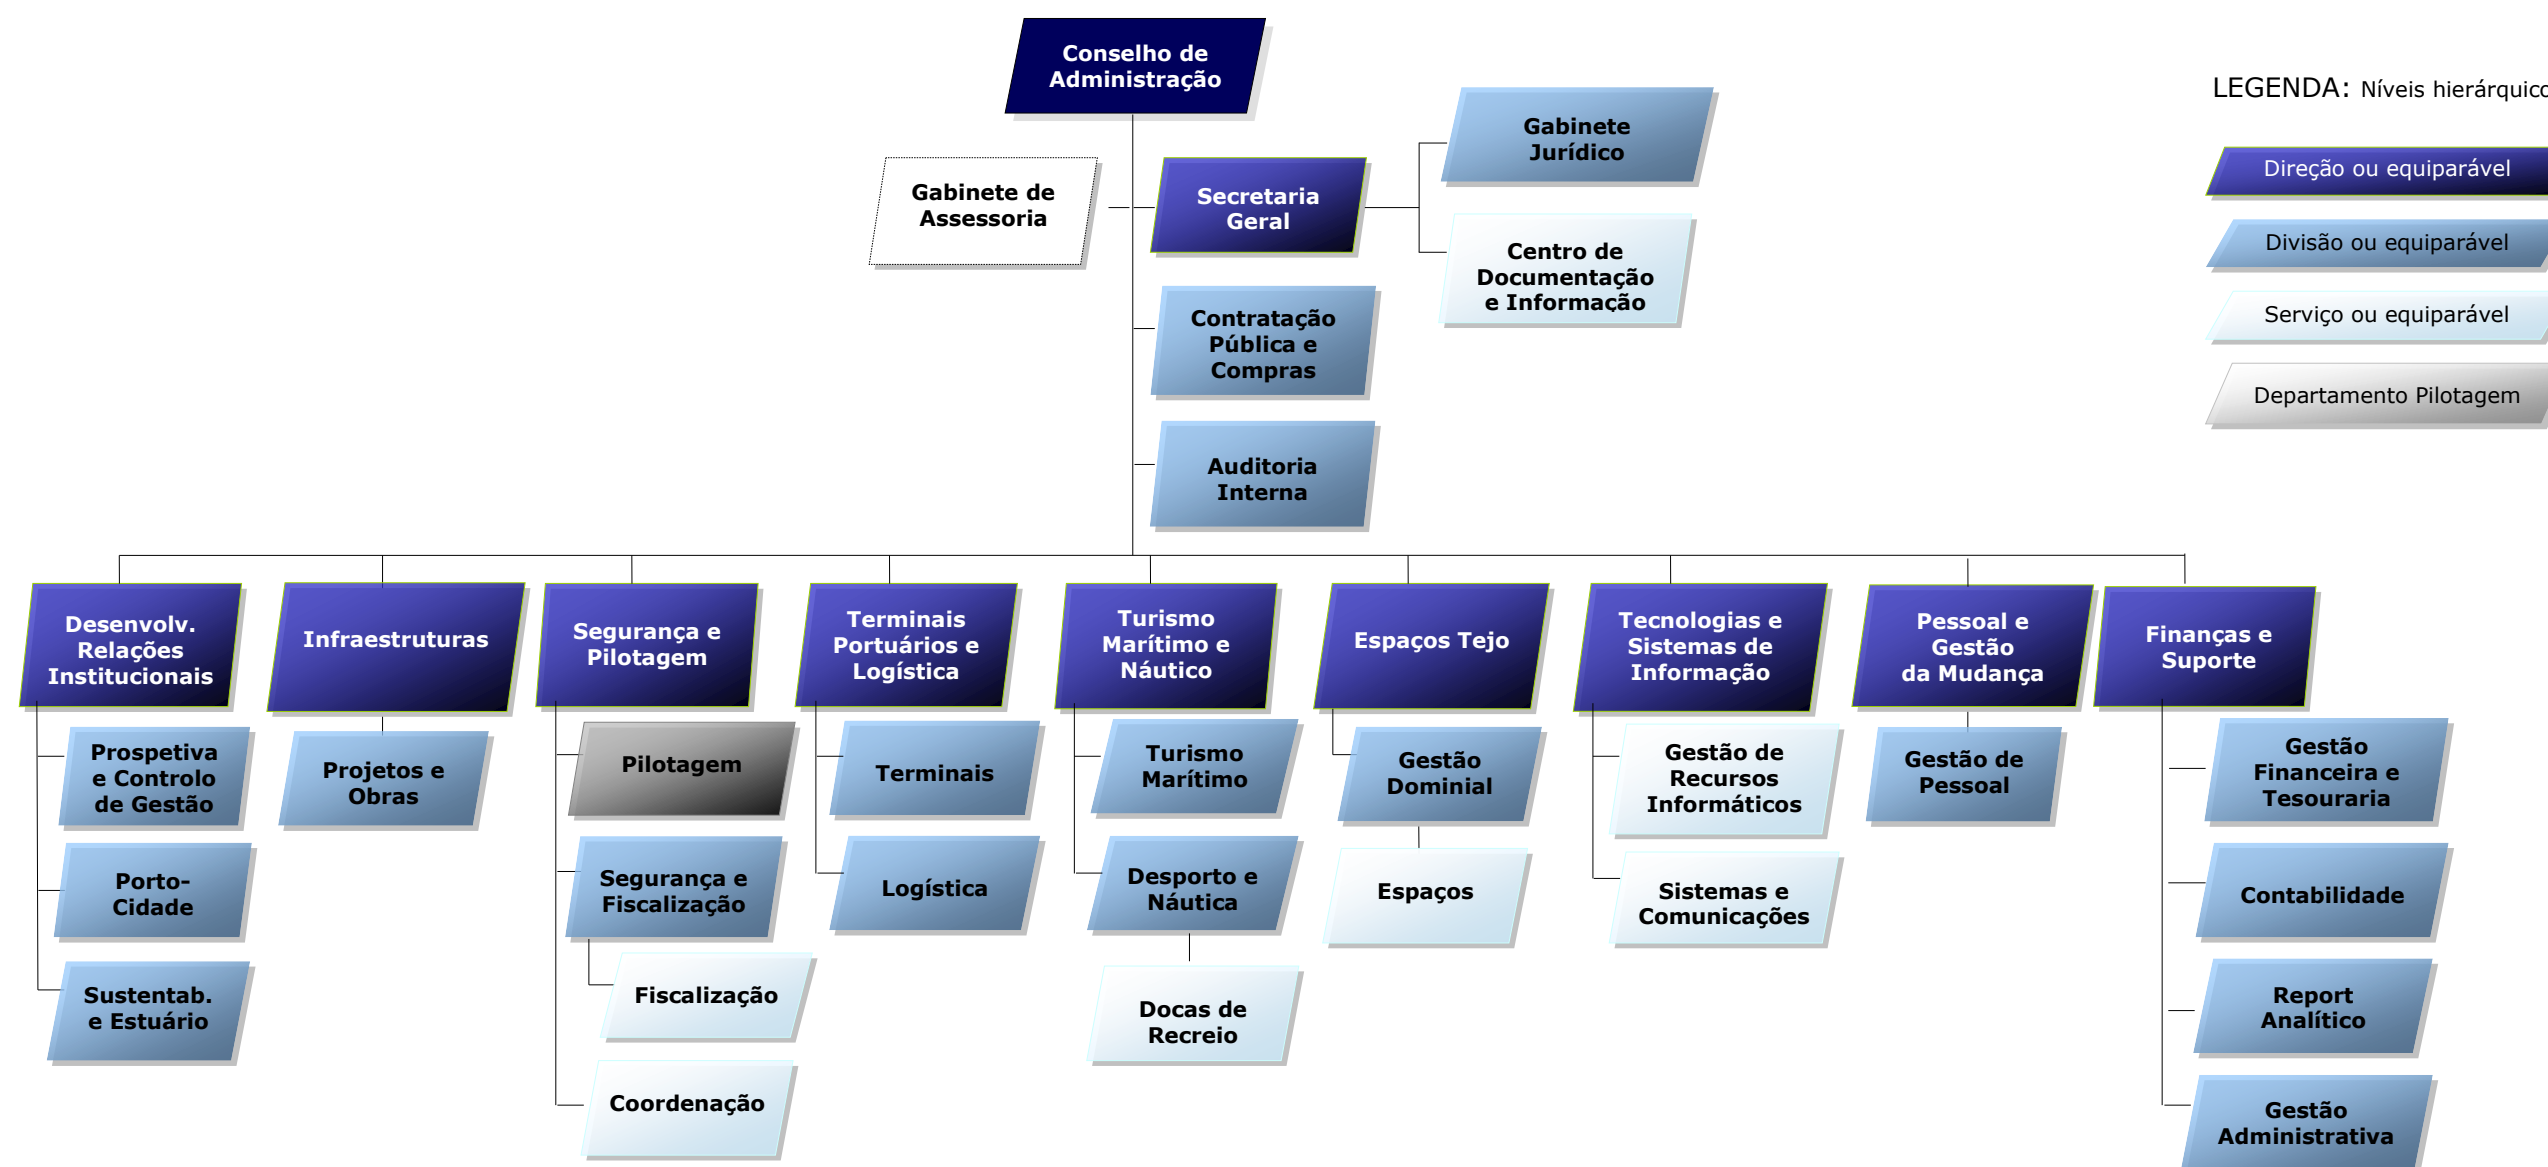 Conselho de
Administração
LEGENDA: Níveis hierárquico
Gabinete
Jurídico
Direção ou equiparável
Gabinete de
Assessoria
Secretaria
Geral
Divisão ou equiparável
Centro de
Documentação
e Informação
Serviço ou equiparável
Contratação
Pública e
Compras
Departamento Pilotagem
Auditoria
Interna
Desenvolv.
Relações
Institucionais
Infraestruturas
Segurança e
Pilotagem
Terminais
Portuários e
Logística
Turismo
Marítimo e
Náutico
Espaços Tejo
Tecnologias e
Sistemas de
Informação
Pessoal e
Gestão
da Mudança
Finanças e
Suporte
Prospetiva
e Controlo
de Gestão
Projetos e
Obras
Pilotagem
Terminais
Turismo
Marítimo
Gestão
Dominial
Gestão de
Recursos
Informáticos
Gestão de
Pessoal
Gestão
Financeira e
Tesouraria
Porto-
Cidade
Segurança e
Fiscalização
Logística
Desporto e
Náutica
Espaços
Sistemas e
Comunicações
Contabilidade
Sustentab.
e Estuário
Fiscalização
Docas de
Recreio
Report
Analítico
Coordenação
Gestão
Administrativa